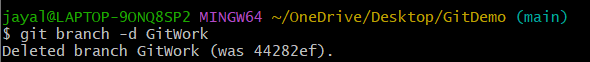 jayal@LAPTOP-9ONQ8SP2 MINGW64 ~/OneDrive/Desktop/GitDemo (main)
$ git branch -d GitWork
Deleted branch GitWork (was 44282ef).